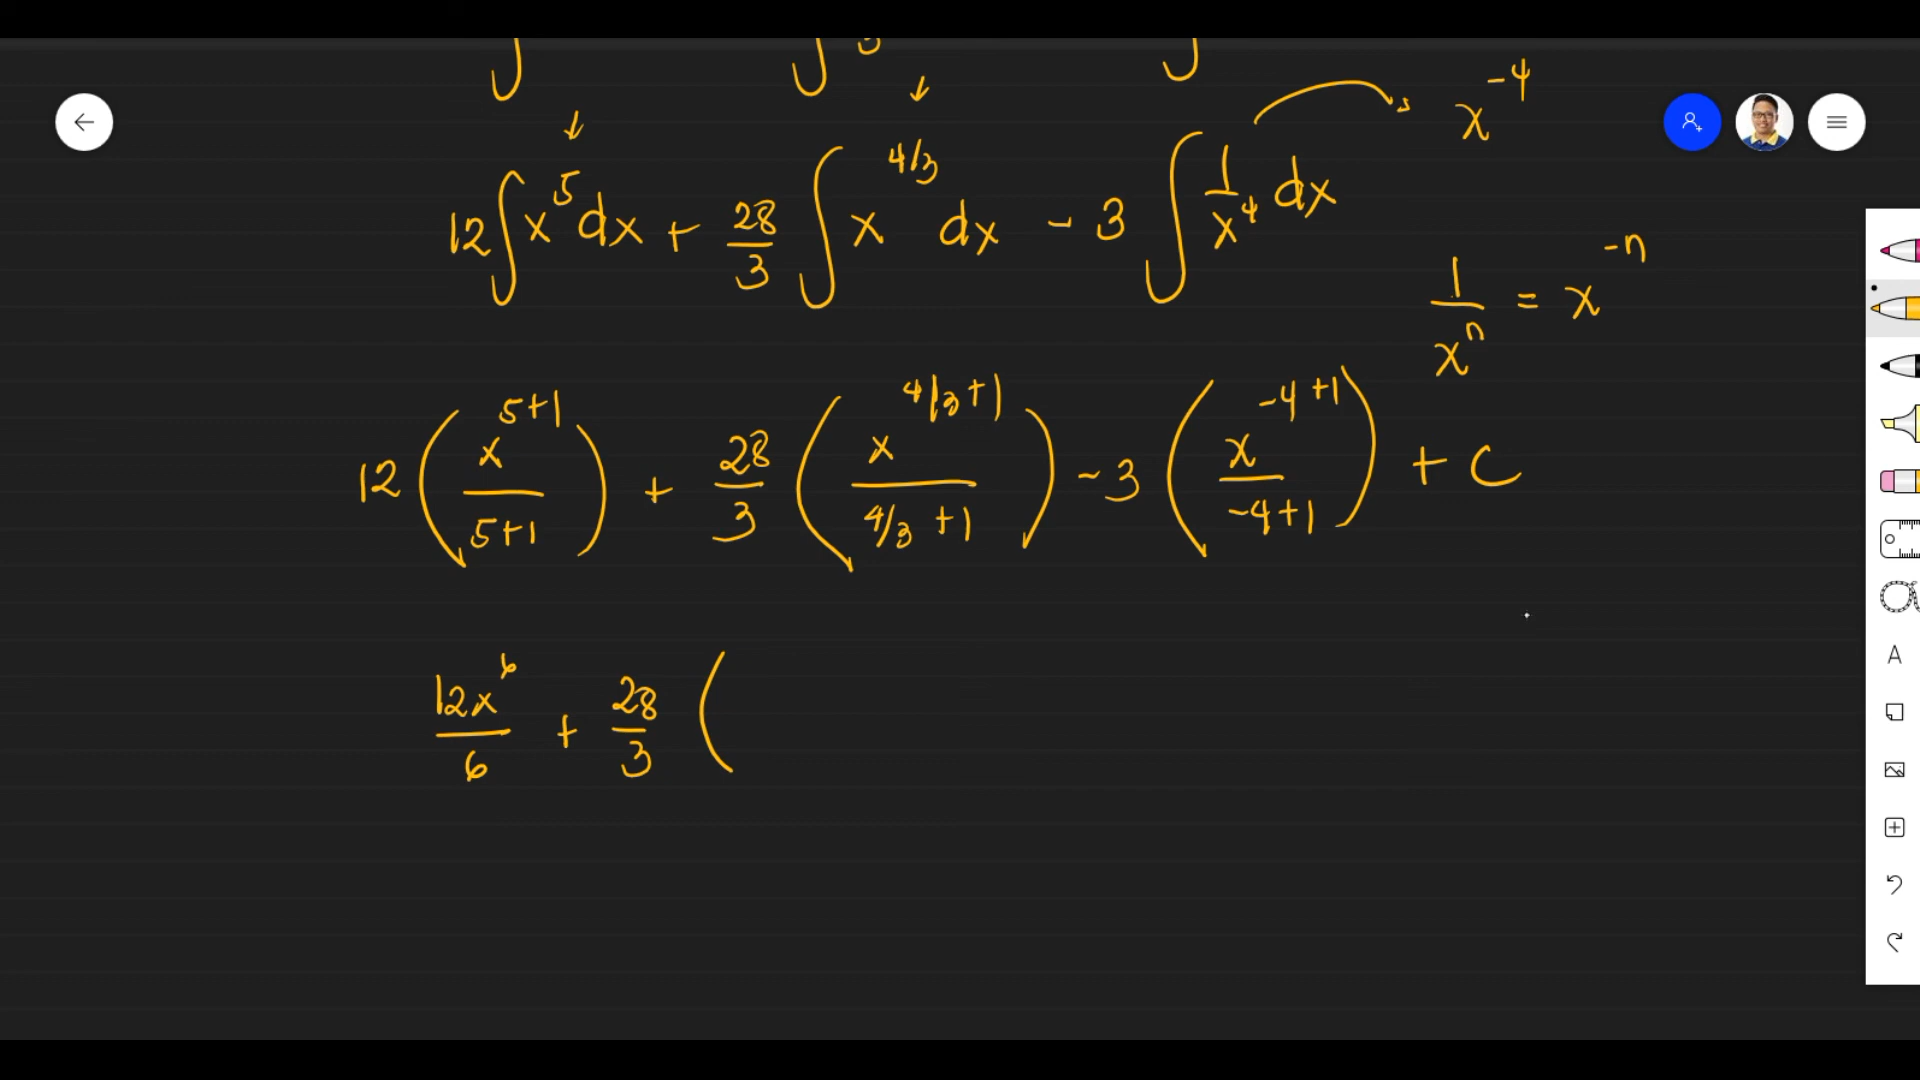 3
x^{-4}
12∫x^5 dx + 28/3 ∫ x^{4/3} dx - 3 ∫ 1/x^4 dx
1/x^n = x^{-n}
12 ( x^{5+1} / 5+1 ) + 28/3 ( x^{4/3+1} / 4/3 +1 ) - 3 ( x^{-4+1} / -4+1 ) + C
12x^6 / 6 + 28/3 (
A